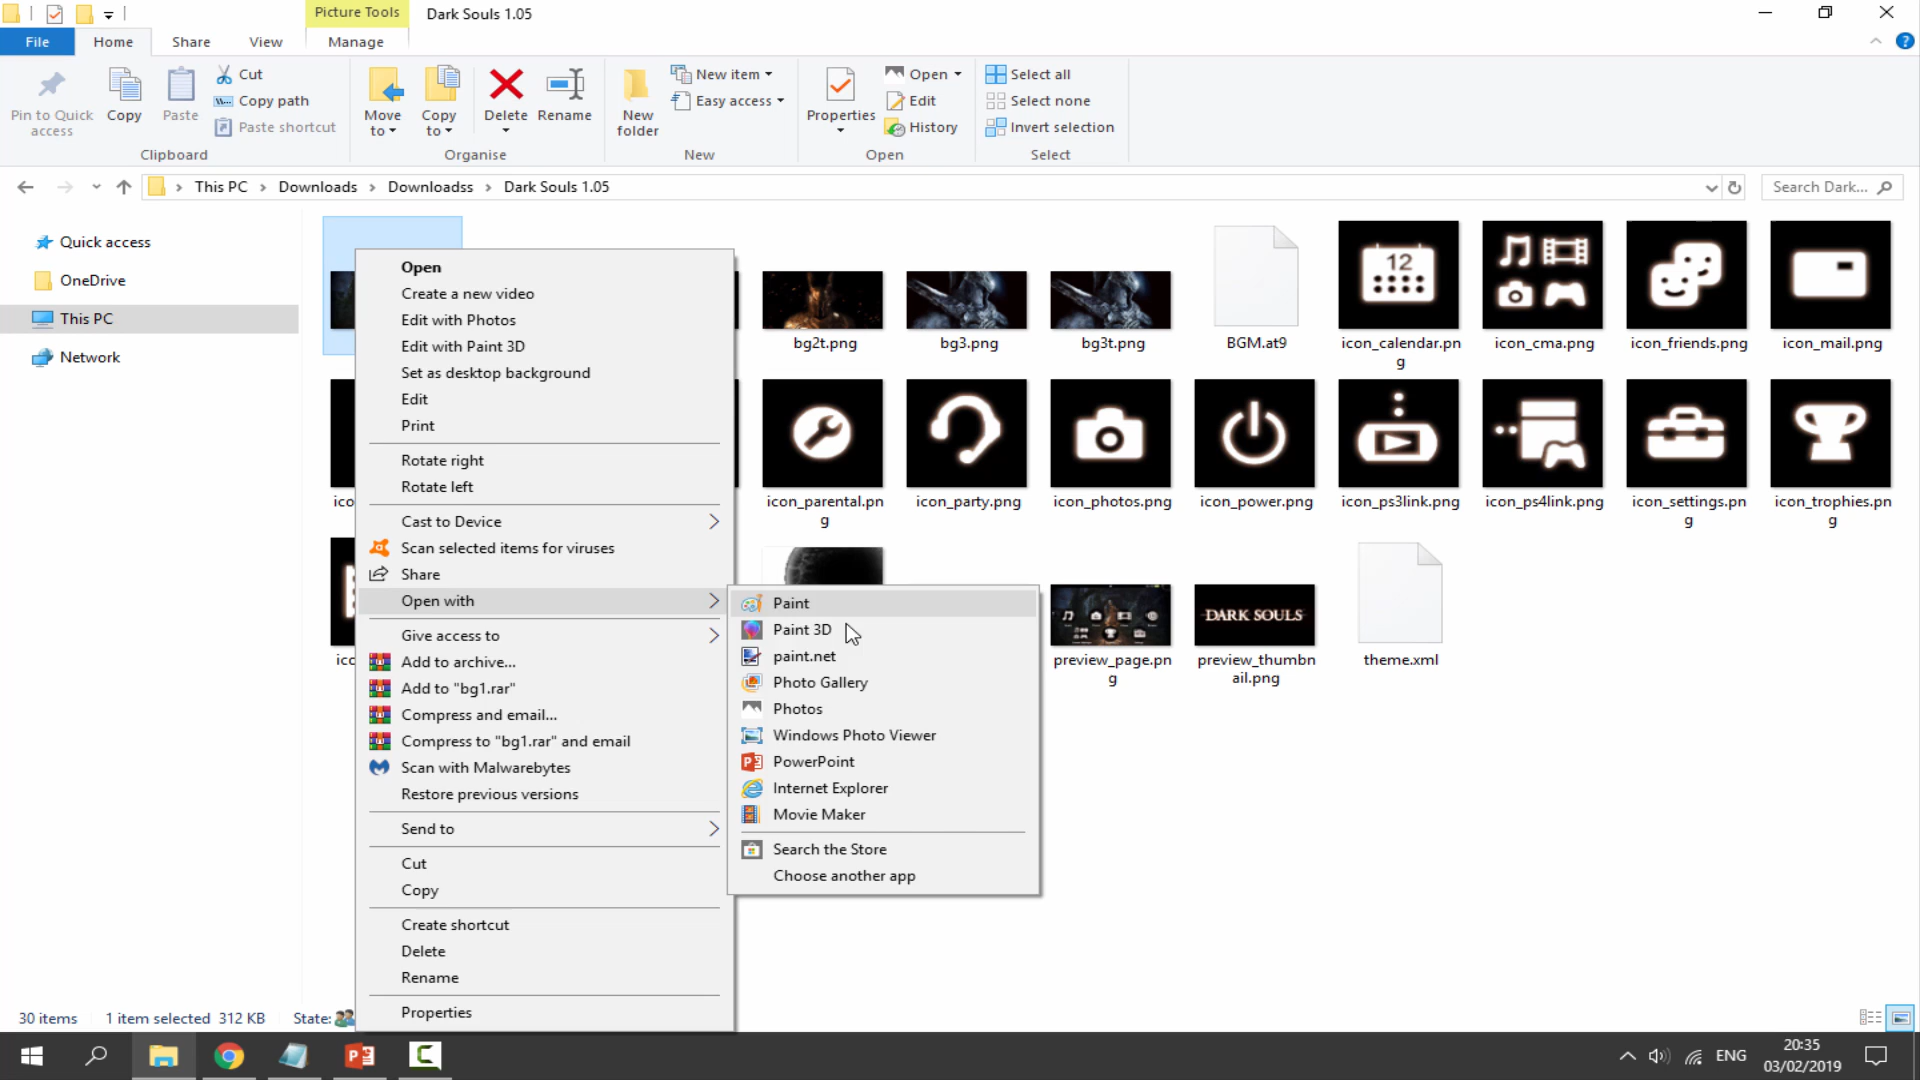 Picture Tools
Dark Souls 1.05
File
Home
Share
View
Manage
Pin to Quick
access
Copy
Paste
Cut
Copy path
Paste shortcut
Clipboard
Move
to
Copy
to
Delete
Rename
Organise
New
folder
New item
Easy access
New
Properties
Open
Edit
History
Open
Select all
Select none
Invert selection
Select
This PC
Downloads
Downloadss
Dark Souls 1.05
Search Dark...
Quick access
OneDrive
This PC
Network
bg2t.png
bg3.png
bg3t.png
BGM.at9
12
icon_calendar.pn
g
icon_cma.png
icon_friends.png
icon_mail.png
ico
icon_parental.pn
g
icon_party.png
icon_photos.png
icon_power.png
icon_ps3link.png
icon_ps4link.png
icon_settings.pn
g
icon_trophies.pn
g
icc
preview_page.pn
g
DARK SOULS
preview_thumbn
ail.png
theme.xml
Open
Create a new video
Edit with Photos
Edit with Paint 3D
Set as desktop background
Edit
Print
Rotate right
Rotate left
Cast to Device
Scan selected items for viruses
Share
Open with
Give access to
Add to archive...
Add to "bg1.rar"
Compress and email...
Compress to "bg1.rar" and email
Scan with Malwarebytes
Restore previous versions
Send to
Cut
Copy
Create shortcut
Delete
Rename
Properties
Paint
Paint 3D
paint.net
Photo Gallery
Photos
Windows Photo Viewer
PowerPoint
Internet Explorer
Movie Maker
Search the Store
Choose another app
30 items
1 item selected 312 KB
State:
ENG
20:35
03/02/2019